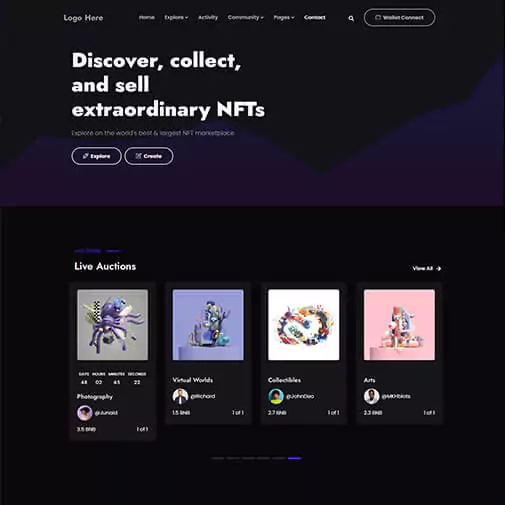 Logo Here
Home Explore Activity Community Pages Contact
Wallet Connect
Discover, collect,
and sell
extraordinary NFTs
Explore on the world's best & largest NFT marketplace
Explore Create
Live Auctions
View All
DAYS HOURS MINUTES SECONDS
48 02 45 22
Photography
@Junaid
3.5 BNB 1 of 1
Virtual Worlds
@Richard
1.5 BNB 1 of 1
Collectibles
@JohnDeo
2.7 BNB 1 of 1
Arts
@MKHblots
2.3 BNB 1 of 1